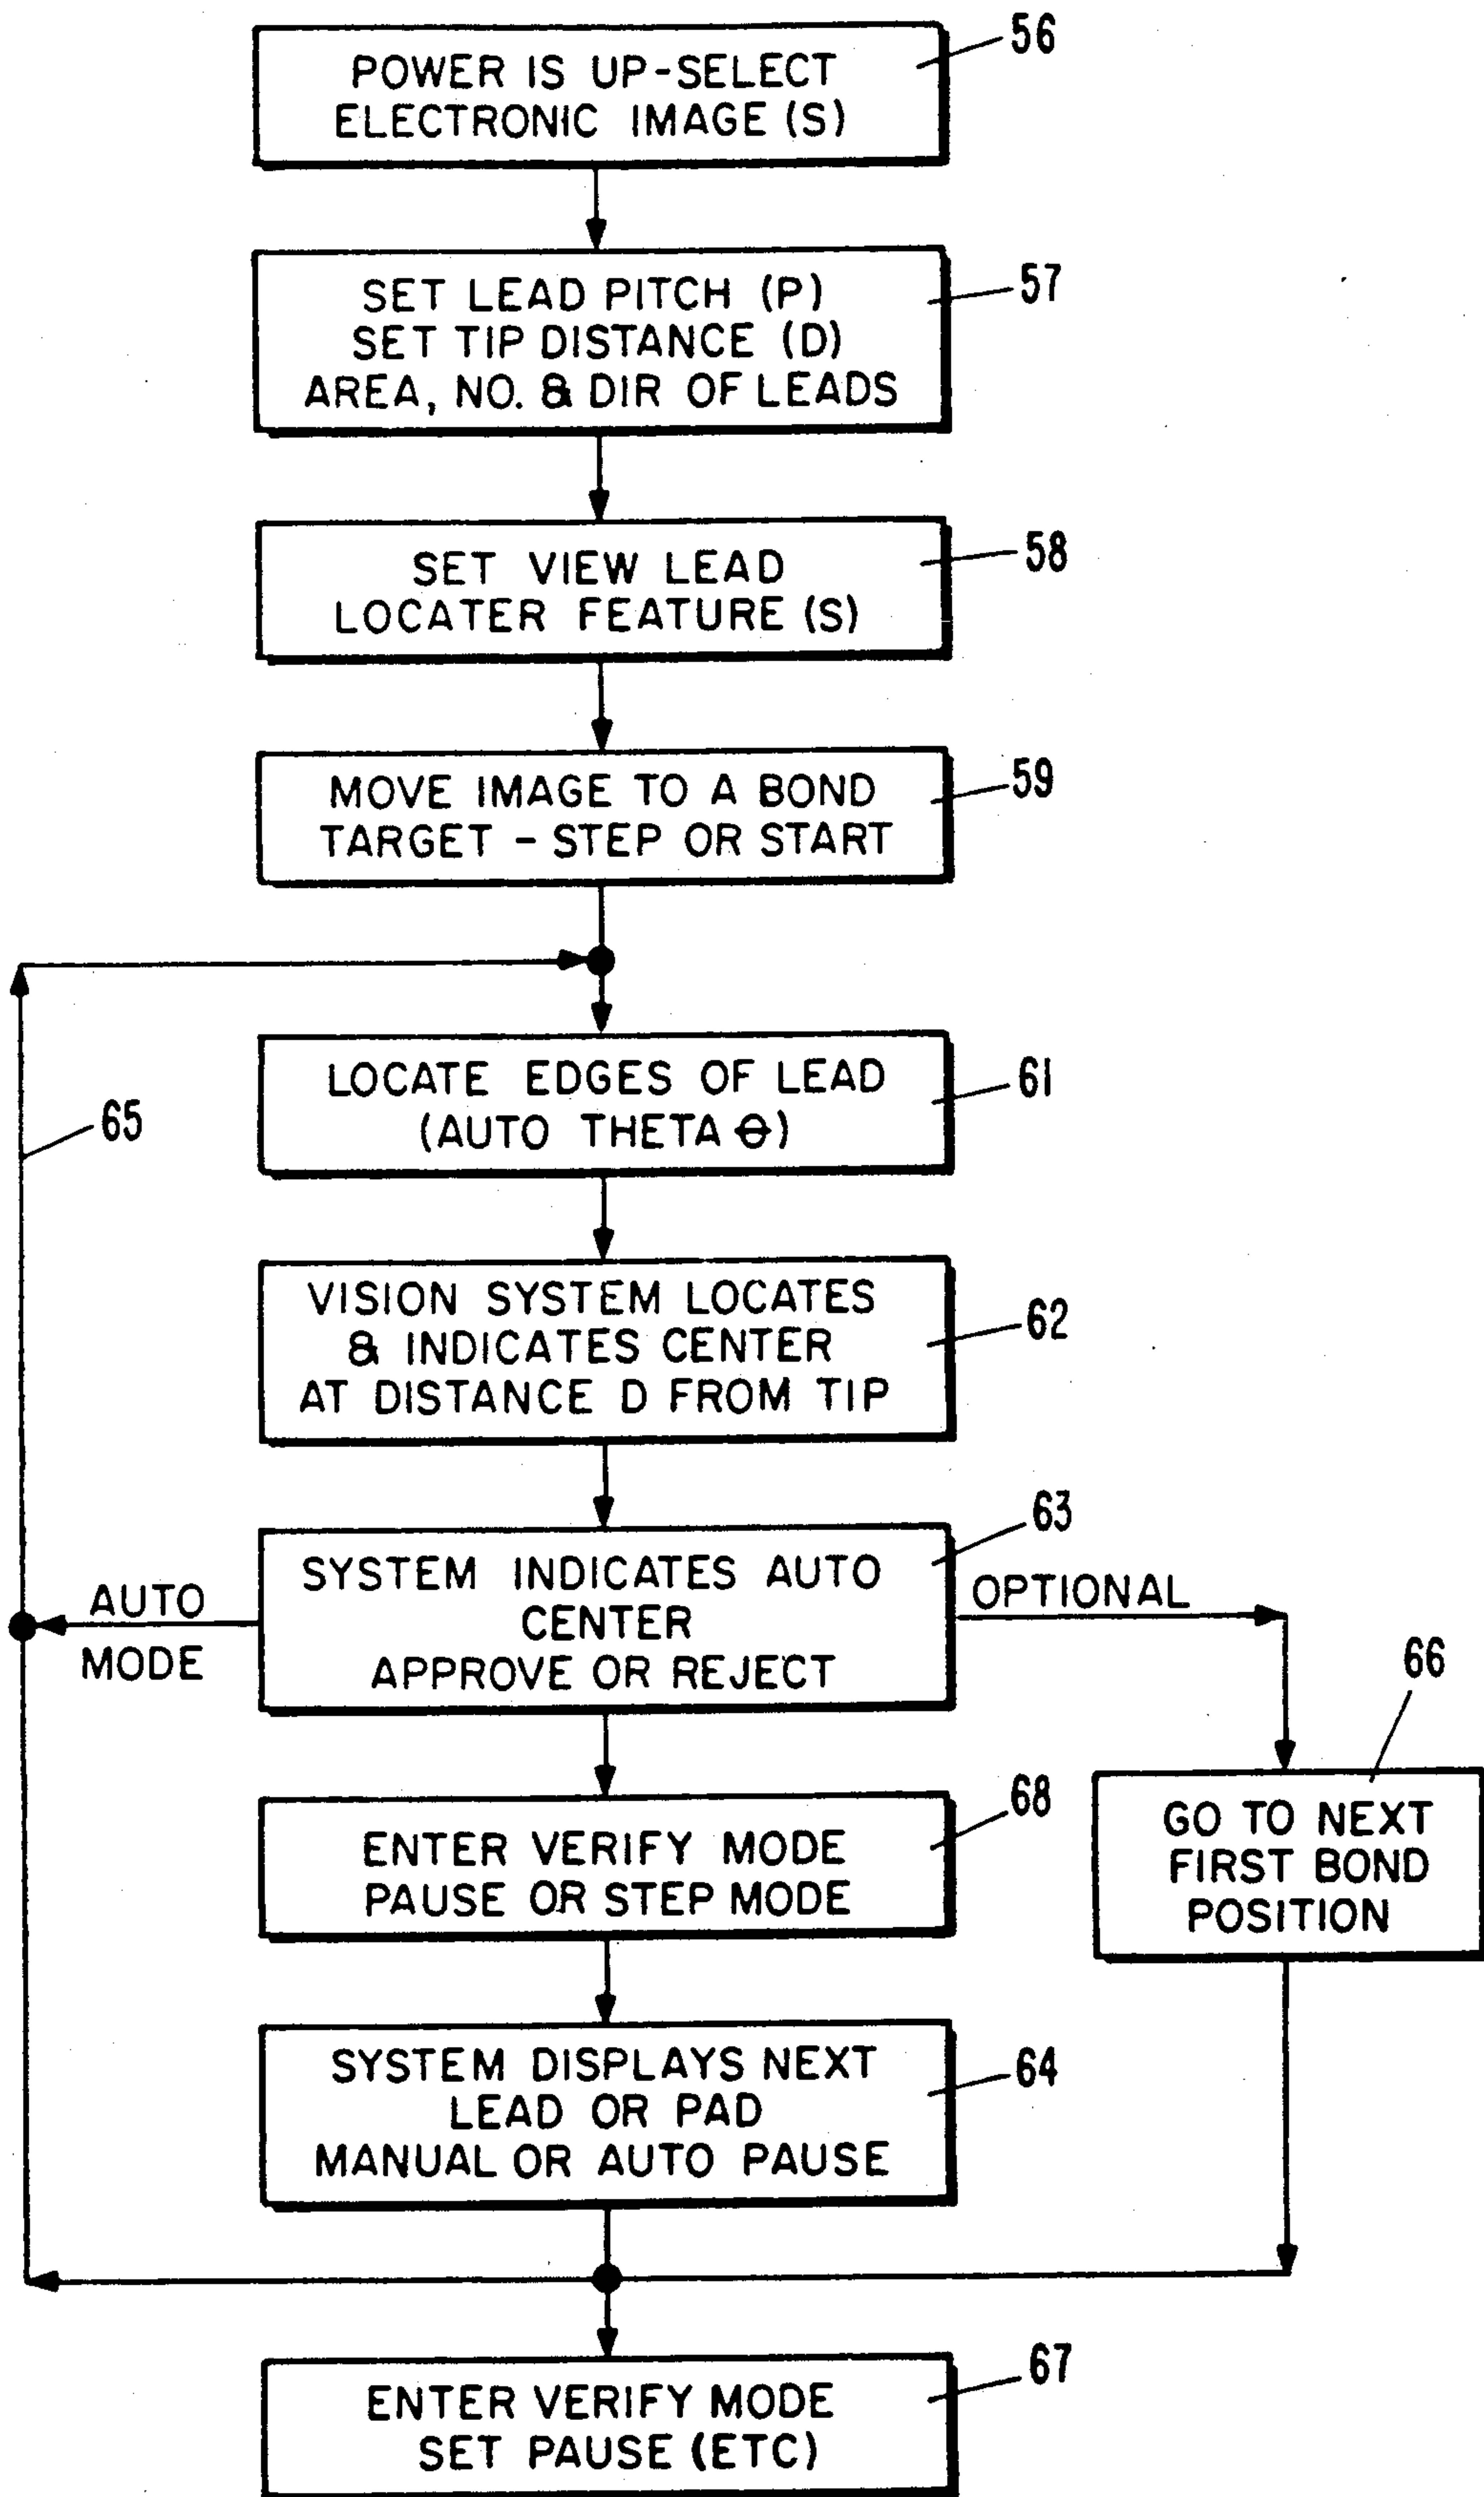 56
POWER IS UP-SELECT
ELECTRONIC IMAGE (S)
57
SET LEAD PITCH (P)
SET TIP DISTANCE (D)
AREA, NO. & DIR OF LEADS
58
SET VIEW LEAD
LOCATER FEATURE (S)
59
MOVE IMAGE TO A BOND
TARGET - STEP OR START
61
LOCATE EDGES OF LEAD
(AUTO THETA θ)
65
62
VISION SYSTEM LOCATES
& INDICATES CENTER
AT DISTANCE D FROM TIP
63
SYSTEM INDICATES AUTO
CENTER
APPROVE OR REJECT
AUTO
MODE
OPTIONAL
66
GO TO NEXT
FIRST BOND
POSITION
68
ENTER VERIFY MODE
PAUSE OR STEP MODE
64
SYSTEM DISPLAYS NEXT
LEAD OR PAD
MANUAL OR AUTO PAUSE
67
ENTER VERIFY MODE
SET PAUSE (ETC)